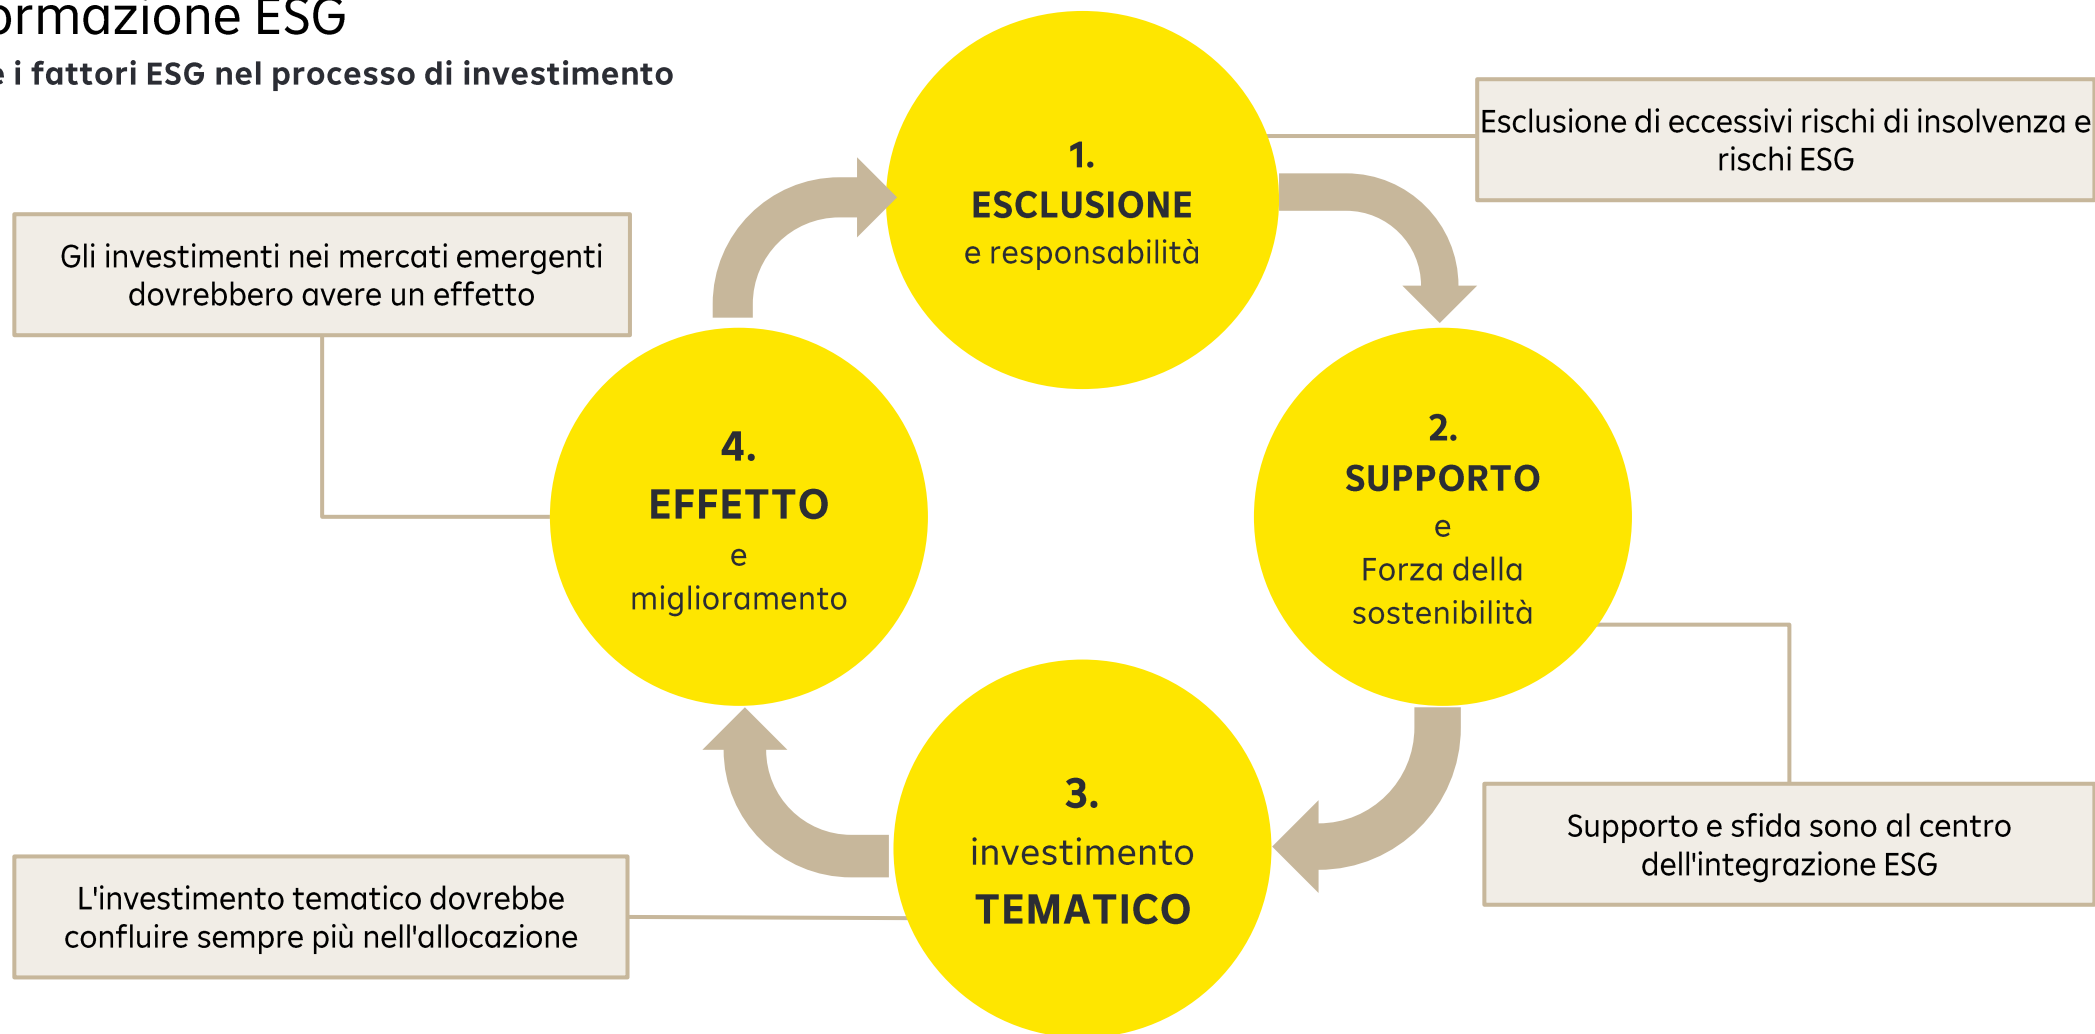 ormazione ESG
e i fattori ESG nel processo di investimento
1.
ESCLUSIONE
e responsabilità
Esclusione di eccessivi rischi di insolvenza e
rischi ESG
Gli investimenti nei mercati emergenti
dovrebbero avere un effetto
2.
SUPPORTO
e
Forza della
sostenibilità
4.
EFFETTO
e
miglioramento
3.
investimento
TEMATICO
Supporto e sfida sono al centro
dell'integrazione ESG
L'investimento tematico dovrebbe
confluire sempre più nell'allocazione